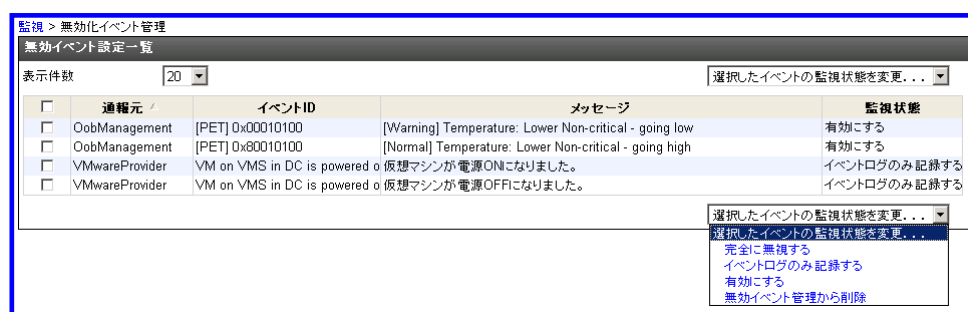 監視 > 無効化イベント管理
無効イベント設定一覧
表示件数 20 選択したイベントの監視状態を変更...
通報元 イベントID メッセージ 監視状態
OobManagement [PET] 0x00010100 [Warning] Temperature: Lower Non-critical - going low 有効にする
OobManagement [PET] 0x80010100 [Normal] Temperature: Lower Non-critical - going high 有効にする
VMwareProvider VM on VMS in DC is powered o 仮想マシンが電源ONになりました。 イベントログのみ記録する
VMwareProvider VM on VMS in DC is powered o 仮想マシンが電源OFFになりました。 イベントログのみ記録する
選択したイベントの監視状態を変更...
選択したイベントの監視状態を変更...
完全に無視する
イベントログのみ記録する
有効にする
無効イベント管理から削除